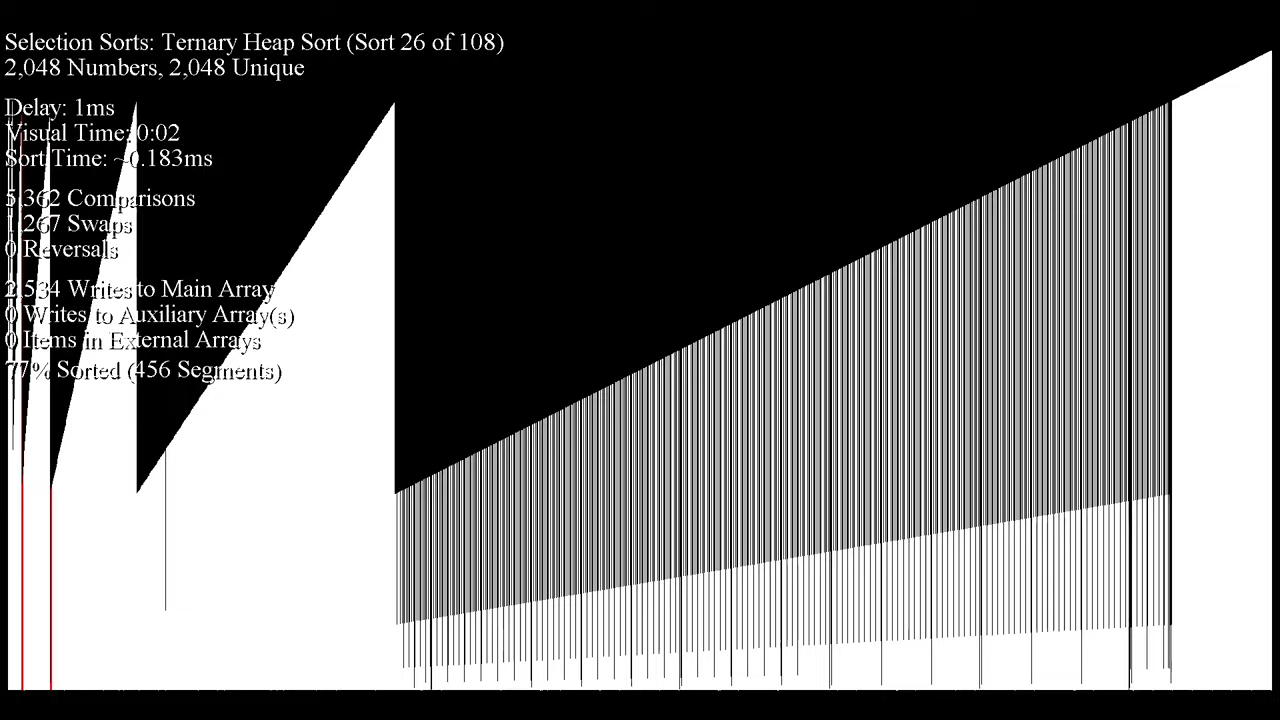 Selection Sorts: Ternary Heap Sort (Sort 26 of 108)
2,048 Numbers, 2,048 Unique
Delay: 1ms
Visual Time: 0:02
Sort Time: ~0.183ms
5,362 Comparisons
1,267 Swaps
0 Reversals
2,534 Writes to Main Array
0 Writes to Auxiliary Array(s)
0 Items in External Arrays
77% Sorted (456 Segments)